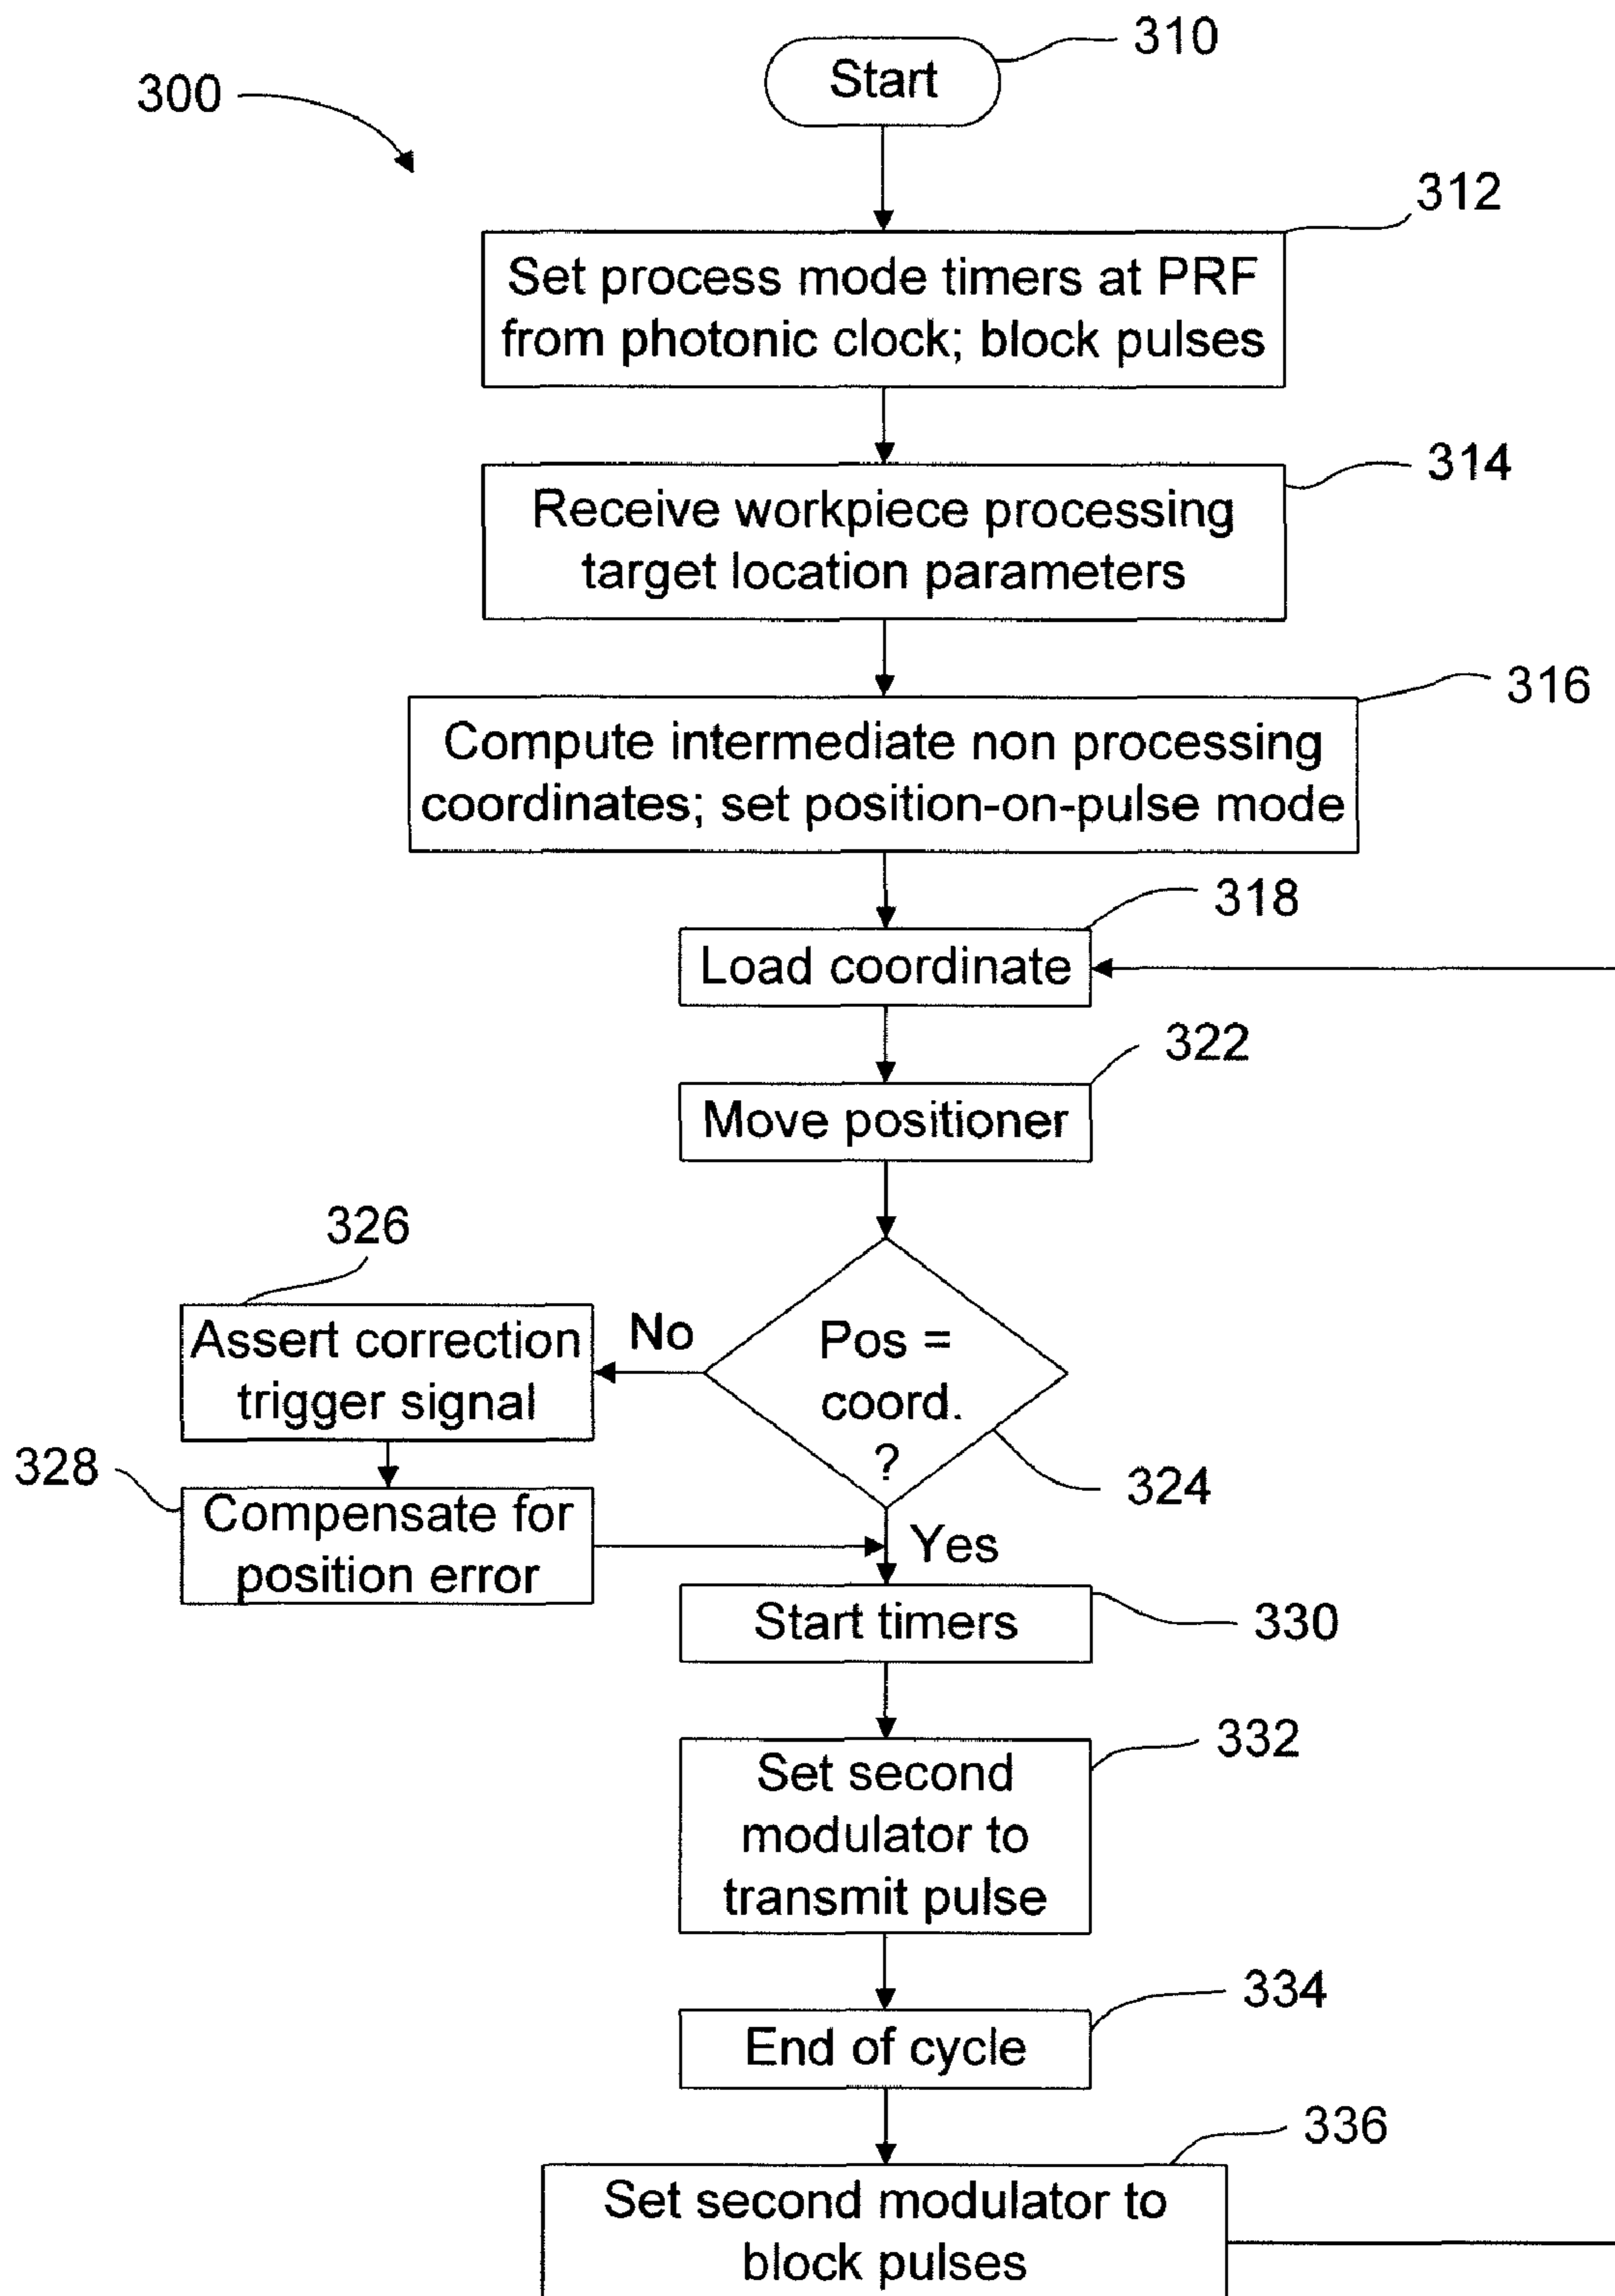 310
Start
300
312
Set process mode timers at PRF
from photonic clock; block pulses
314
Receive workpiece processing
target location parameters
316
Compute intermediate non processing
coordinates; set position-on-pulse mode
318
Load coordinate
322
Move positioner
326
Assert correction
trigger signal
No
Pos =
coord.
?
324
328
Compensate for
position error
Yes
Start timers
330
332
Set second
modulator to
transmit pulse
334
End of cycle
336
Set second modulator to
block pulses